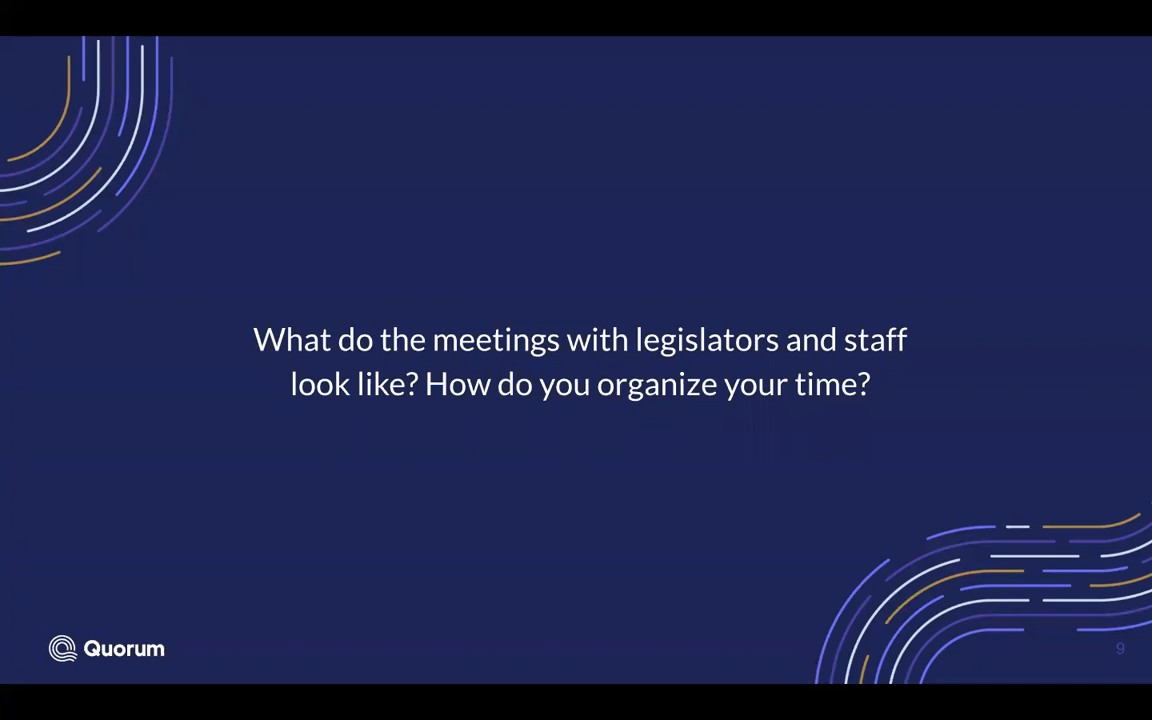 What do the meetings with legislators and staff
look like? How do you organize your time?
Quorum
9